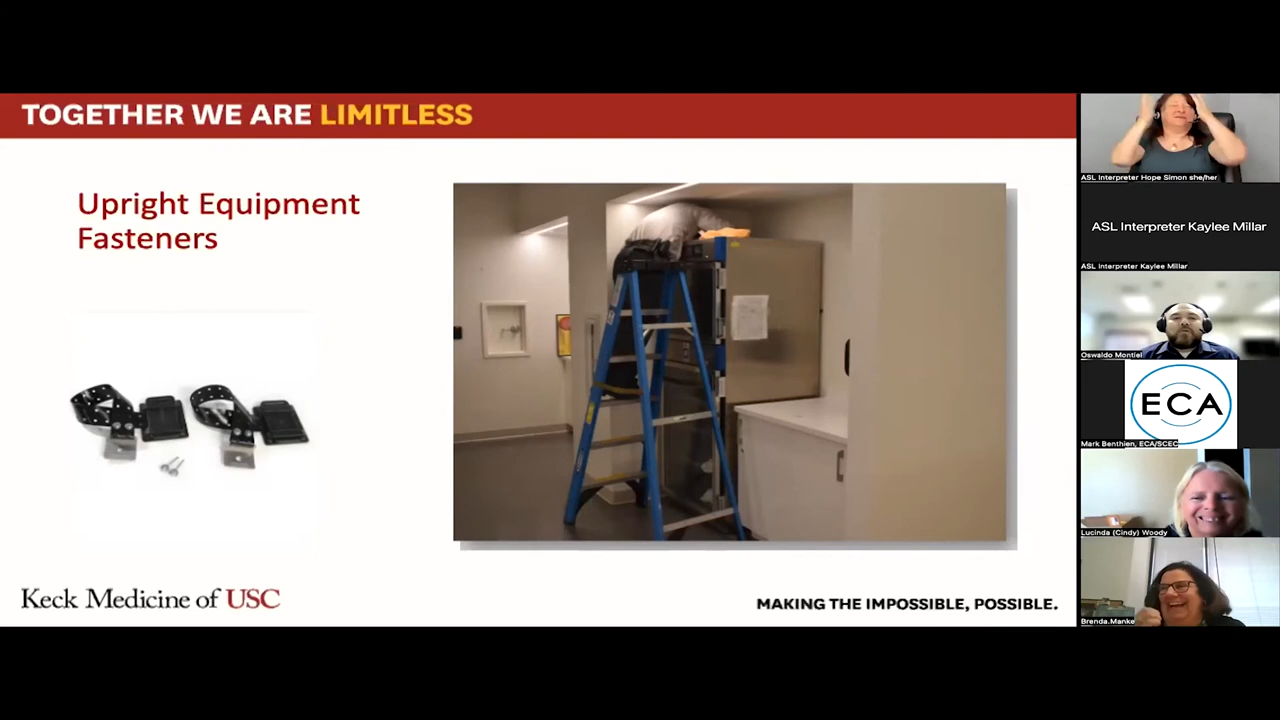 TOGETHER WE ARE LIMITLESS
Upright Equipment
Fasteners
Keck Medicine of USC
MAKING THE IMPOSSIBLE, POSSIBLE.
ASL Interpreter Hope Simon she/her
ASL Interpreter Kaylee Millar
ASL Interpreter Kaylee Millar
Oswaldo Montiel
ECA
Mark Benthien, ECA/SCEC
Lucinda (Cindy) Woody
Brenda.Manke